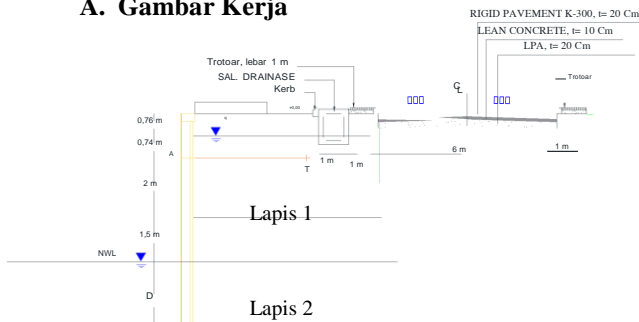 A. Gambar Kerja
RIGID PAVEMENT K-300, t= 20 Cm
LEAN CONCRETE, t= 10 Cm
LPA, t= 20 Cm
Trotoar, lebar 1 m
SAL. DRAINASE
Kerb
Trotoar
CL
0,76 m
0,74 m
A
T
1 m
1 m
6 m
1 m
2 m
Lapis 1
1,5 m
NWL
D
Lapis 2